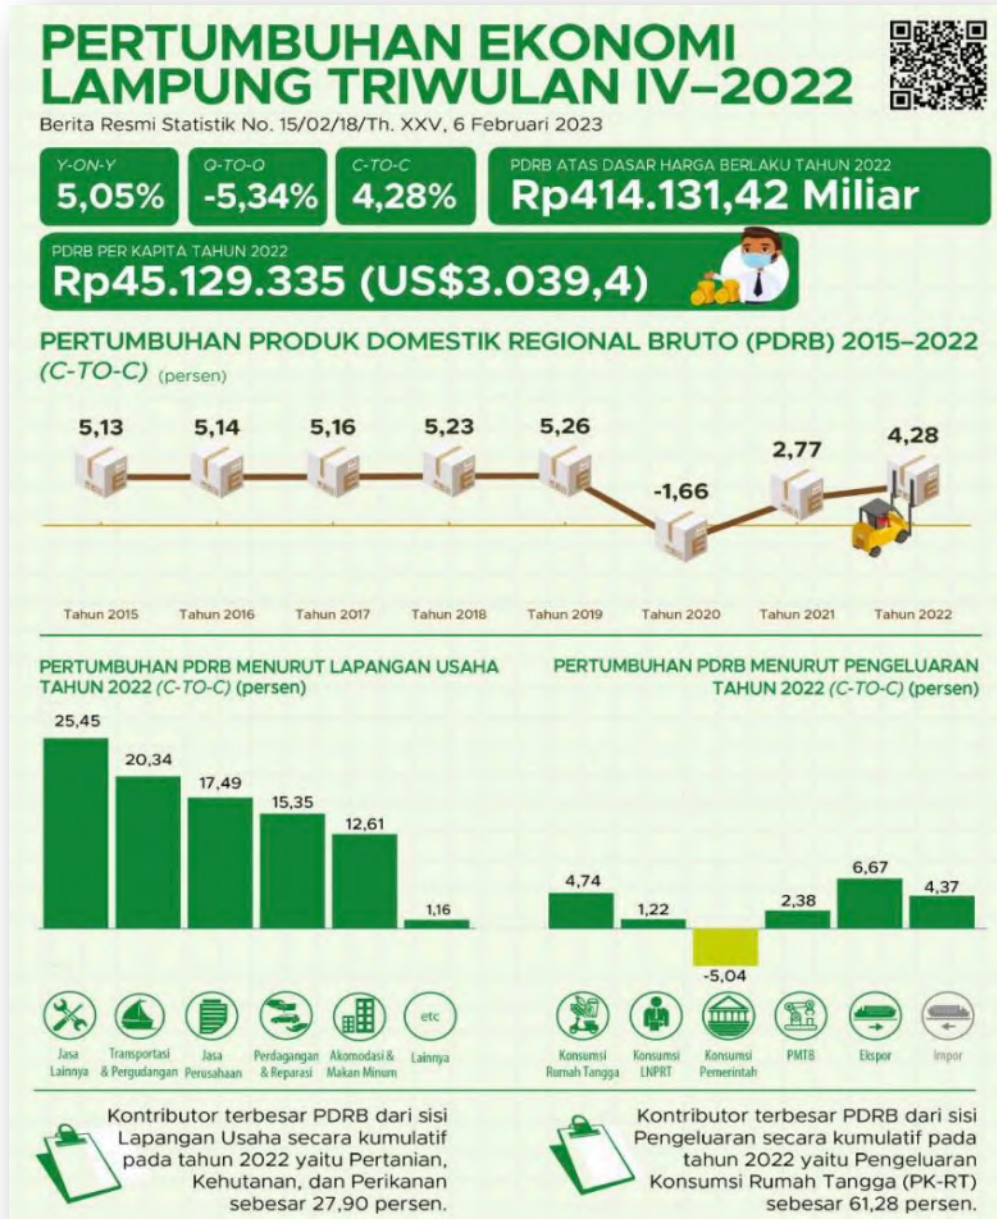 PERTUMBUHAN EKONOMI
LAMPUNG TRIWULAN IV–2022
Berita Resmi Statistik No. 15/02/18/Th. XXV, 6 Februari 2023
Y-ON-Y
5,05%
Q-TO-Q
-5,34%
C-TO-C
4,28%
PDRB ATAS DASAR HARGA BERLAKU TAHUN 2022
Rp414.131,42 Miliar
PDRB PER KAPITA TAHUN 2022
Rp45.129.335 (US$3.039,4)
PERTUMBUHAN PRODUK DOMESTIK REGIONAL BRUTO (PDRB) 2015–2022
(C-TO-C) (persen)
5,13 5,14 5,16 5,23 5,26 -1,66 2,77 4,28
Tahun 2015 Tahun 2016 Tahun 2017 Tahun 2018 Tahun 2019 Tahun 2020 Tahun 2021 Tahun 2022
PERTUMBUHAN PDRB MENURUT LAPANGAN USAHA
TAHUN 2022 (C-TO-C) (persen)
25,45
20,34
17,49
15,35
12,61
1,16
Jasa
Lainnya
Transportasi
& Pergudangan
Jasa
Perusahaan
Perdagangan
& Reparasi
Akomodasi &
Makan Minum
etc
Lainnya
PERTUMBUHAN PDRB MENURUT PENGELUARAN
TAHUN 2022 (C-TO-C) (persen)
4,74
1,22
-5,04
2,38
6,67
4,37
Konsumsi
Rumah Tangga
Konsumsi
LNPRT
Konsumsi
Pemerintah
PMTB
Ekspor
Impor
Kontributor terbesar PDRB dari sisi
Lapangan Usaha secara kumulatif
pada tahun 2022 yaitu Pertanian,
Kehutanan, dan Perikanan
sebesar 27,90 persen.
Kontributor terbesar PDRB dari sisi
Pengeluaran secara kumulatif pada
tahun 2022 yaitu Pengeluaran
Konsumsi Rumah Tangga (PK-RT)
sebesar 61,28 persen.